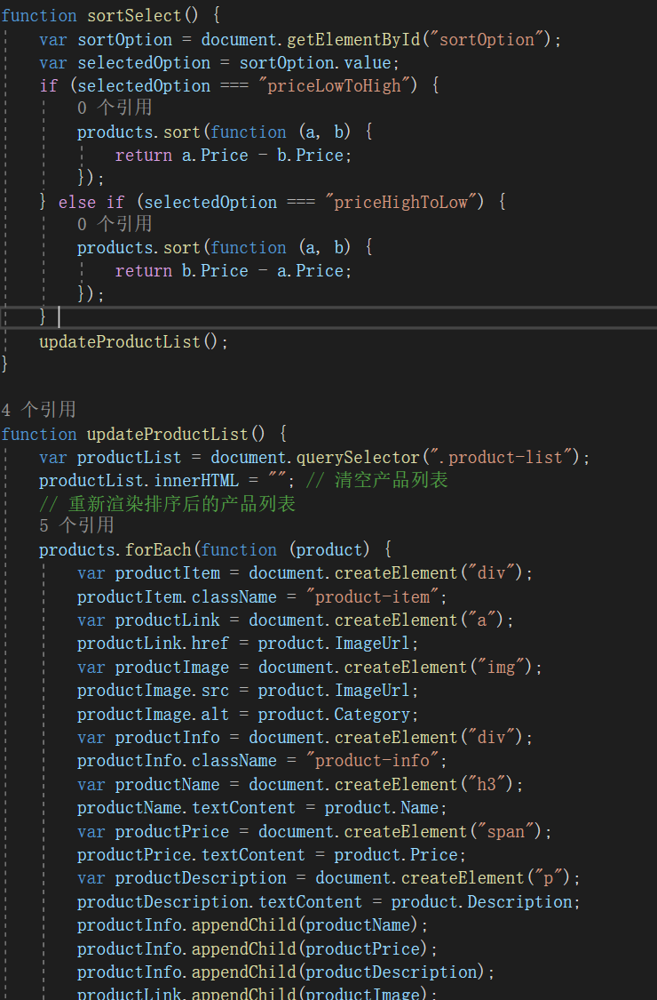 function sortSelect() {
    var sortOption = document.getElementById("sortOption");
    var selectedOption = sortOption.value;
    if (selectedOption === "priceLowToHigh") {
        0 个引用
        products.sort(function (a, b) {
            return a.Price - b.Price;
        });
    } else if (selectedOption === "priceHighToLow") {
        0 个引用
        products.sort(function (a, b) {
            return b.Price - a.Price;
        });
    }
    updateProductList();
}
4 个引用
function updateProductList() {
    var productList = document.querySelector(".product-list");
    productList.innerHTML = ""; // 清空产品列表
    // 重新渲染排序后的产品列表
    5 个引用
    products.forEach(function (product) {
        var productItem = document.createElement("div");
        productItem.className = "product-item";
        var productLink = document.createElement("a");
        productLink.href = product.ImageUrl;
        var productImage = document.createElement("img");
        productImage.src = product.ImageUrl;
        productImage.alt = product.Category;
        var productInfo = document.createElement("div");
        productInfo.className = "product-info";
        var productName = document.createElement("h3");
        productName.textContent = product.Name;
        var productPrice = document.createElement("span");
        productPrice.textContent = product.Price;
        var productDescription = document.createElement("p");
        productDescription.textContent = product.Description;
        productInfo.appendChild(productName);
        productInfo.appendChild(productPrice);
        productInfo.appendChild(productDescription);
        productLink.appendChild(productImage);